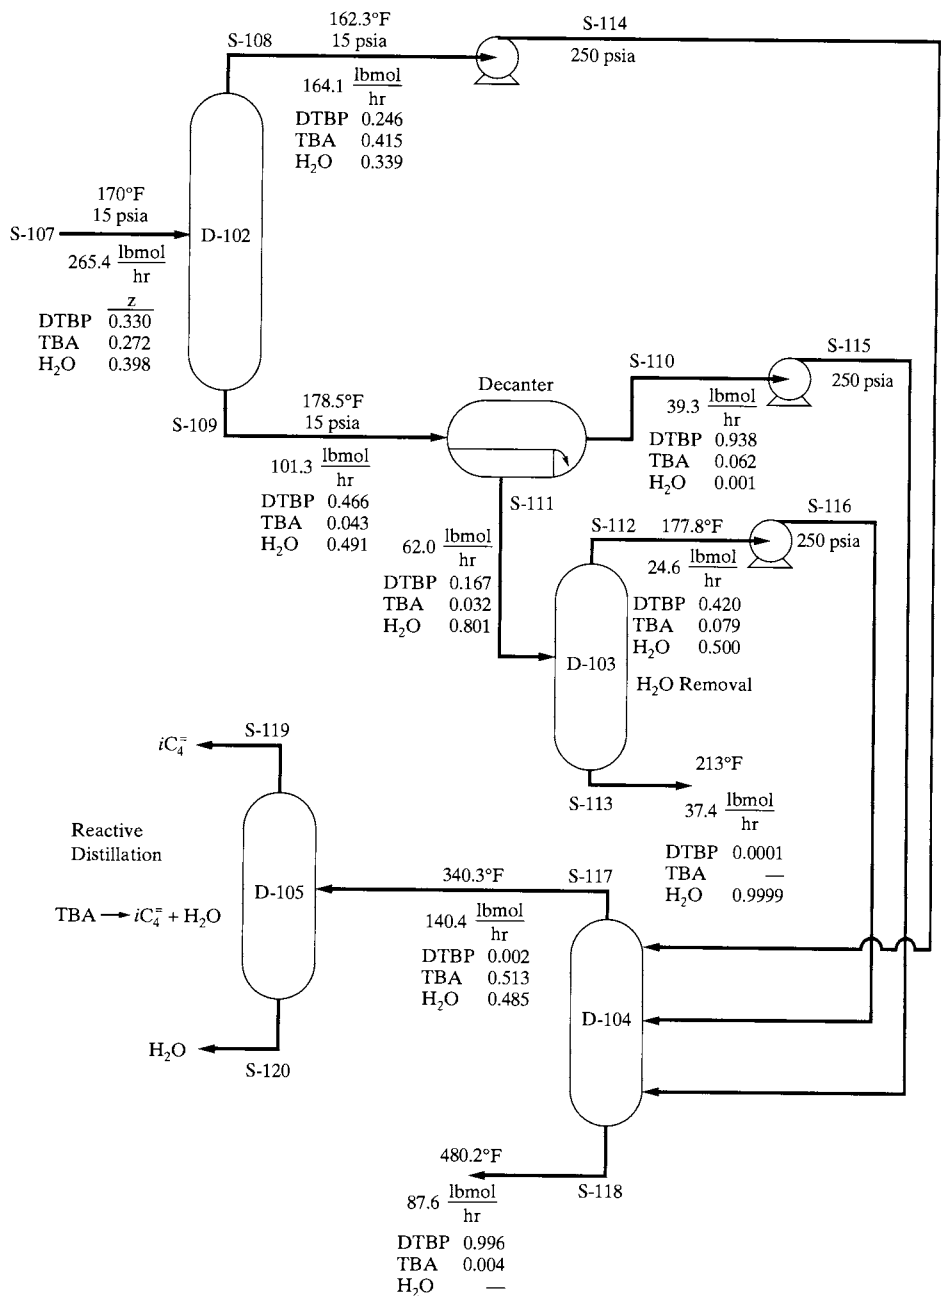 S-108
162.3°F
15 psia
S-114
250 psia
164.1 lbmol/hr
DTBP 0.246
TBA 0.415
H₂O 0.339
170°F
15 psia
S-107
D-102
265.4 lbmol/hr
z
DTBP 0.330
TBA 0.272
H₂O 0.398
S-109
178.5°F
15 psia
101.3 lbmol/hr
DTBP 0.466
TBA 0.043
H₂O 0.491
Decanter
S-110
S-115
250 psia
39.3 lbmol/hr
DTBP 0.938
TBA 0.062
H₂O 0.001
S-111
62.0 lbmol/hr
DTBP 0.167
TBA 0.032
H₂O 0.801
S-112
177.8°F
S-116
250 psia
24.6 lbmol/hr
DTBP 0.420
TBA 0.079
H₂O 0.500
D-103
H₂O Removal
S-113
213°F
37.4 lbmol/hr
DTBP 0.0001
TBA —
H₂O 0.9999
S-119
iC₄⁼
Reactive
Distillation
TBA → iC₄⁼ + H₂O
D-105
H₂O
S-120
340.3°F
S-117
140.4 lbmol/hr
DTBP 0.002
TBA 0.513
H₂O 0.485
D-104
480.2°F
S-118
87.6 lbmol/hr
DTBP 0.996
TBA 0.004
H₂O —